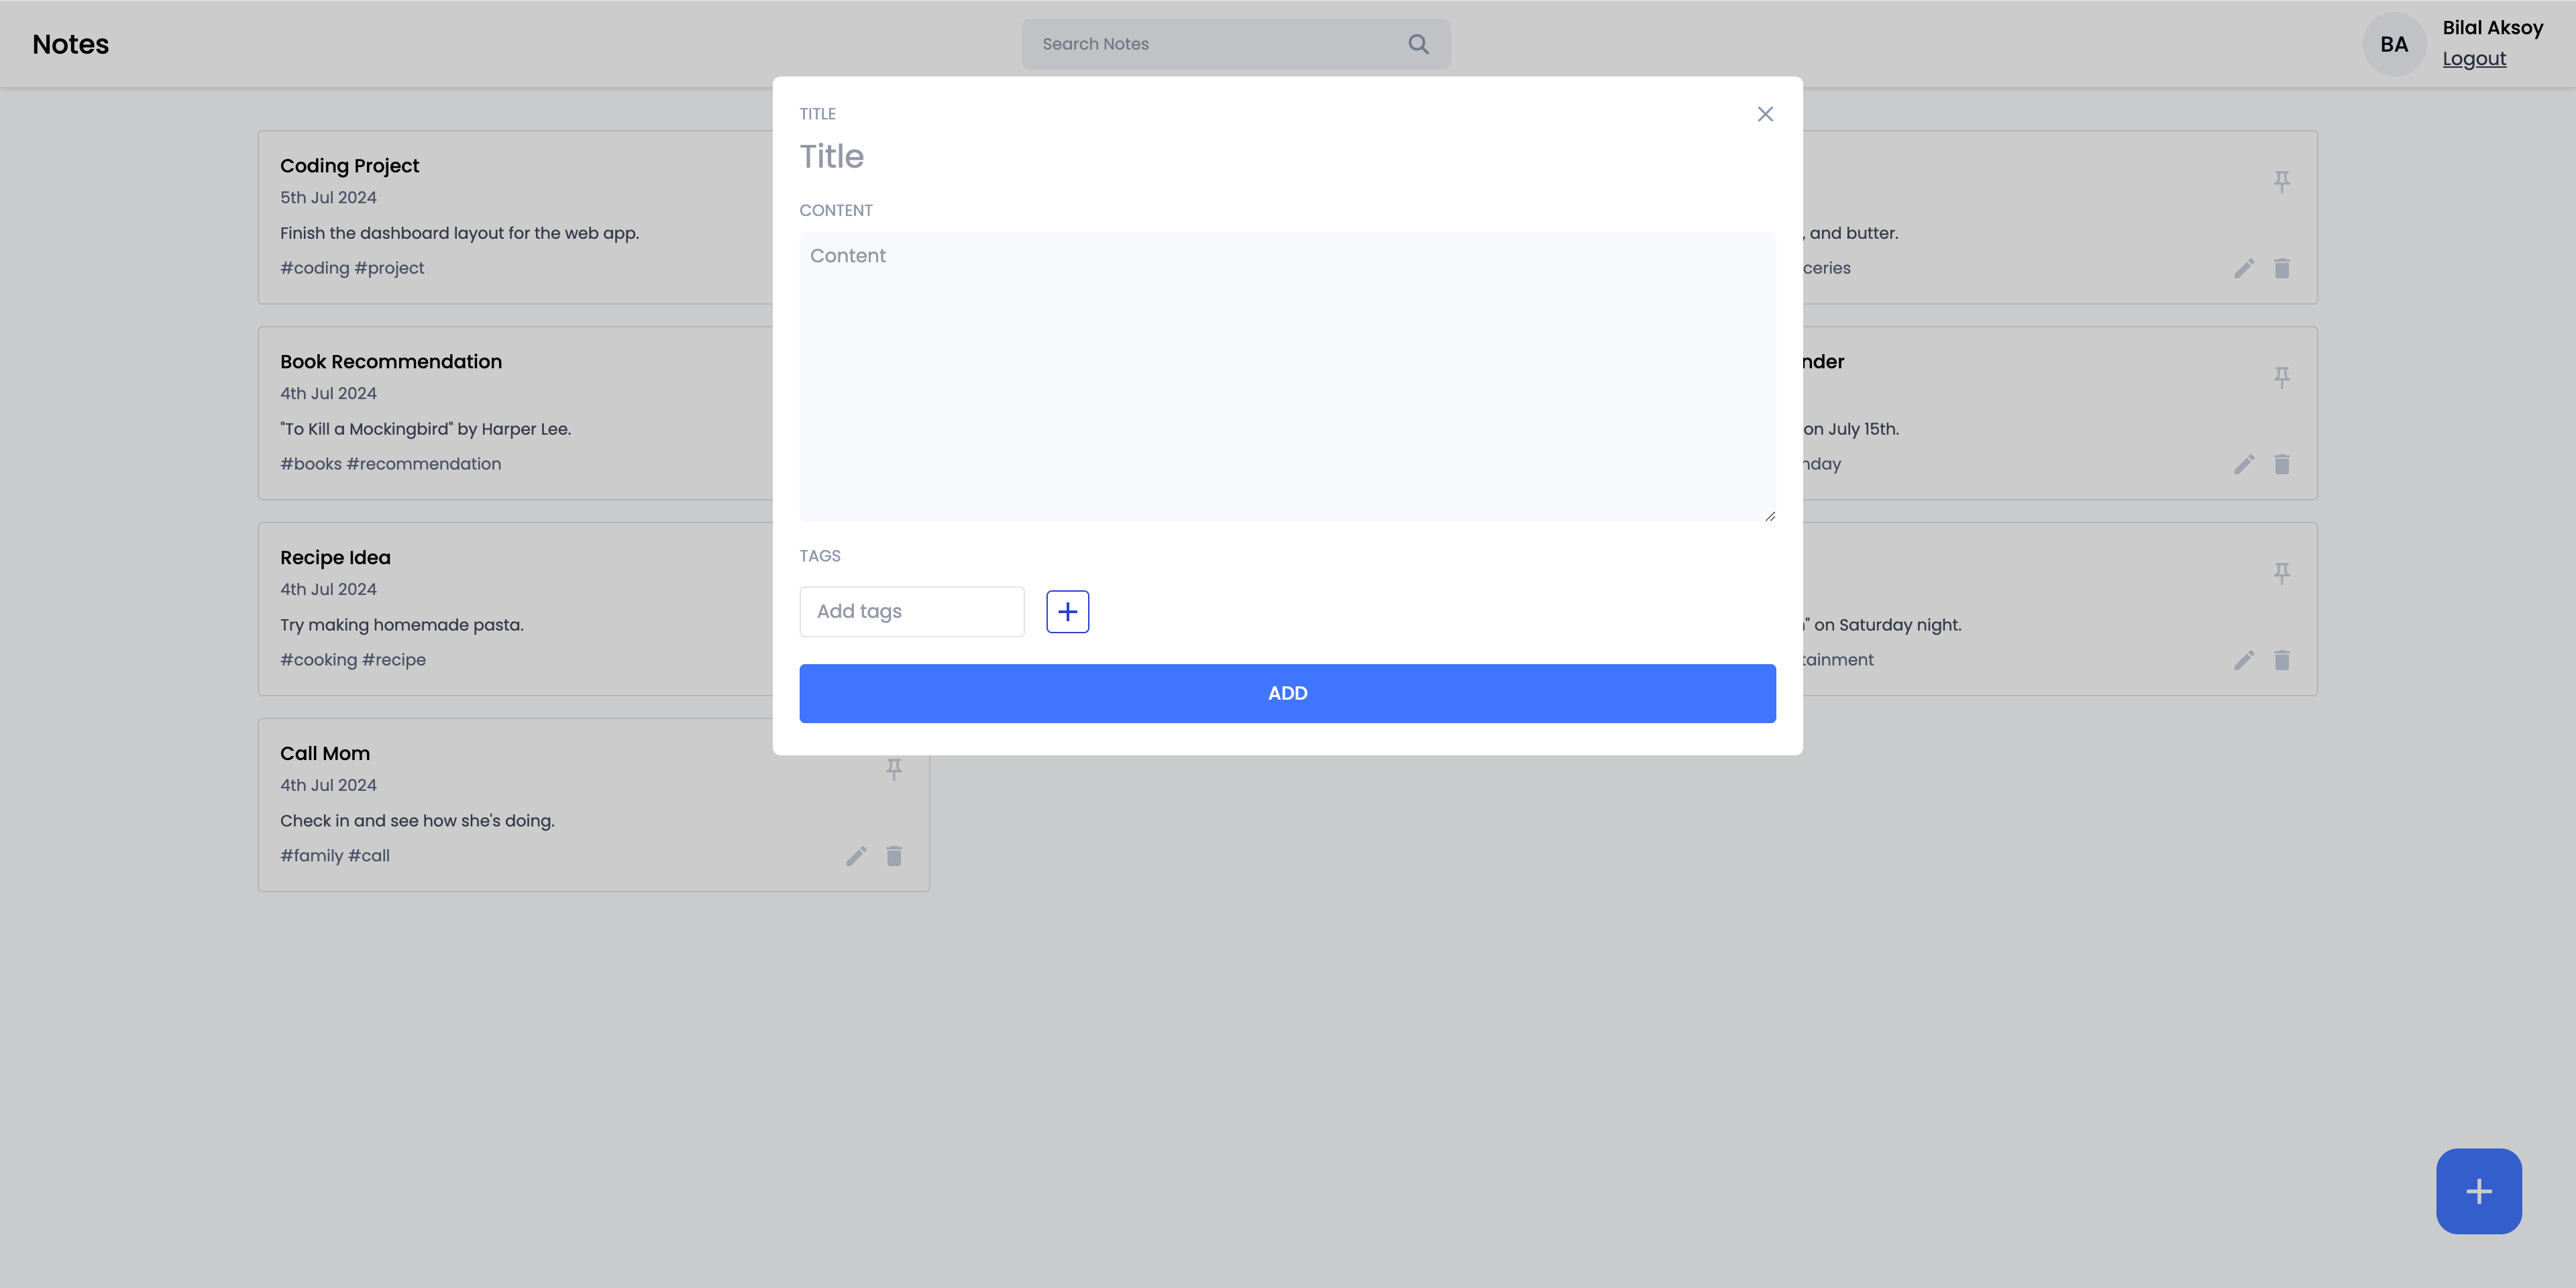 Notes
Search Notes
BA
Bilal Aksoy
Logout
TITLE
Title
CONTENT
Content
TAGS
Add tags
ADD
Coding Project
5th Jul 2024
Finish the dashboard layout for the web app.
#coding #project
Book Recommendation
4th Jul 2024
"To Kill a Mockingbird" by Harper Lee.
#books #recommendation
Recipe Idea
4th Jul 2024
Try making homemade pasta.
#cooking #recipe
Call Mom
4th Jul 2024
Check in and see how she's doing.
#family #call
, and butter.
on July 15th.
" on Saturday night.